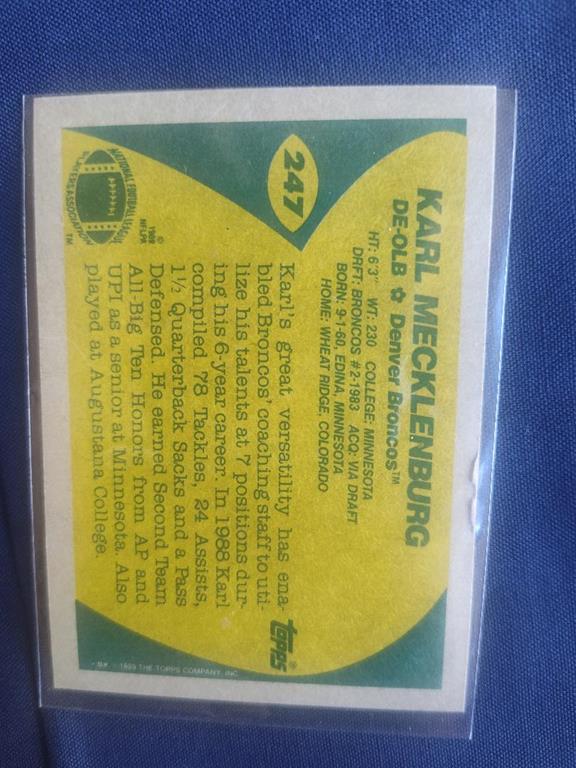 247
KARL MECKLENBURG
DE-OLB Denver Broncos™
HT: 6'3" WT: 230 COLLEGE: MINNESOTA
DRFT: BRONCOS #2-1983 ACQ: VIA DRAFT
BORN: 9-1-60, EDINA, MINNESOTA
HOME: WHEAT RIDGE, COLORADO
Karl's great versatility has ena-
bled Broncos' coaching staff to uti-
lize his talents at 7 positions dur-
ing his 6-year career. In 1988 Karl
compiled 78 Tackles, 24 Assists,
1½ Quarterback Sacks and a Pass
Defensed. He earned Second Team
All-Big Ten Honors from AP and
UPI as a senior at Minnesota. Also
played at Augustana College.
NATIONAL FOOTBALL LEAGUE
PLAYERS ASSOCIATION
™
©
1989
NFLPA
topps®
© 1989 THE TOPPS COMPANY, INC.